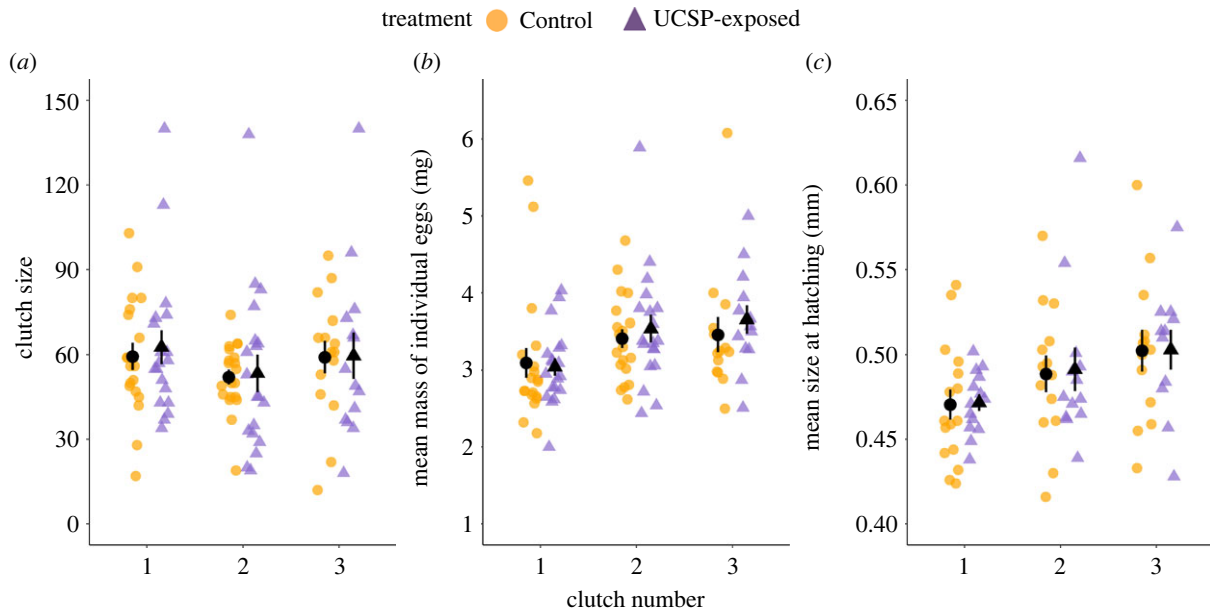 treatment Control UCSP-exposed
(a) (b) (c)
clutch size
150
120
90
60
30
0
1 2 3
mean mass of individual eggs (mg)
6
5
4
3
2
1
1 2 3
mean size at hatching (mm)
0.65
0.60
0.55
0.50
0.45
0.40
1 2 3
clutch number